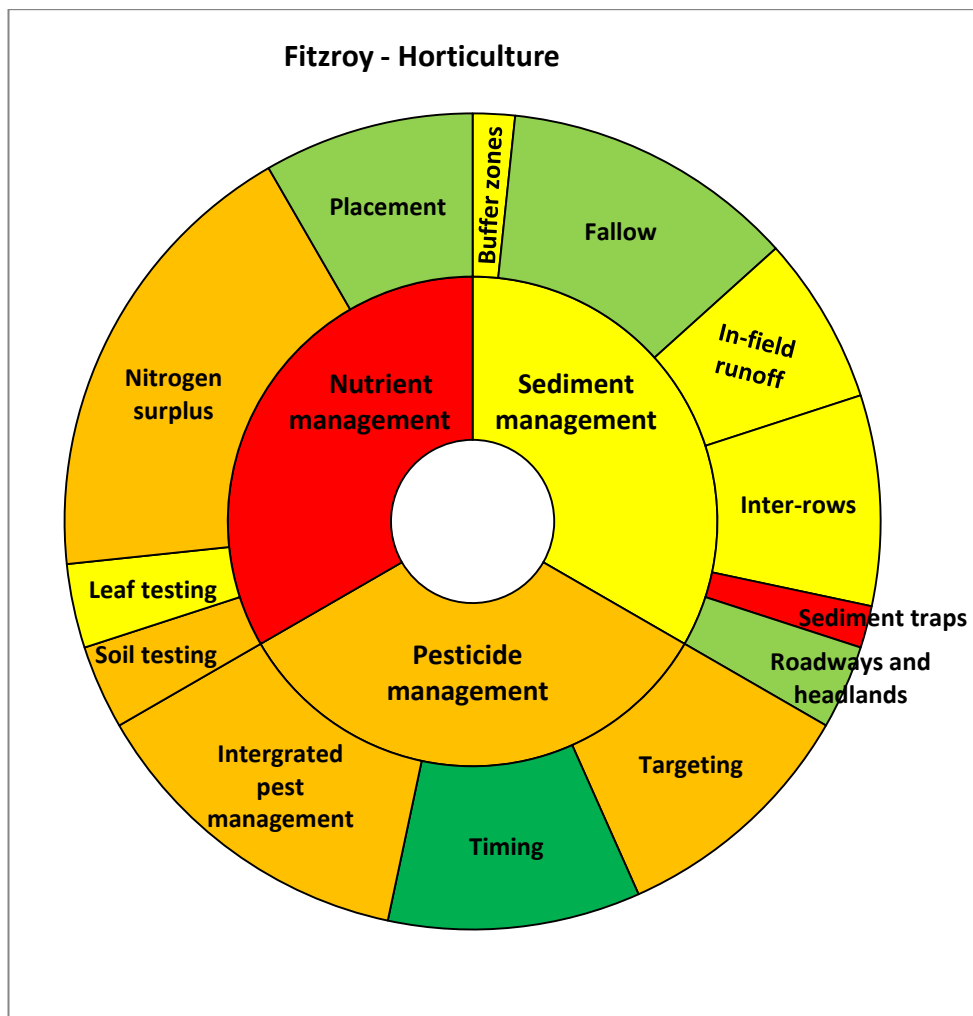 Fitzroy - Horticulture
Placement
Buffer zones
Fallow
In-field
runoff
Nitrogen
surplus
Nutrient
management
Sediment
management
Inter-rows
Leaf testing
Sediment traps
Soil testing
Pesticide
management
Roadways and
headlands
Intergrated
pest
management
Timing
Targeting